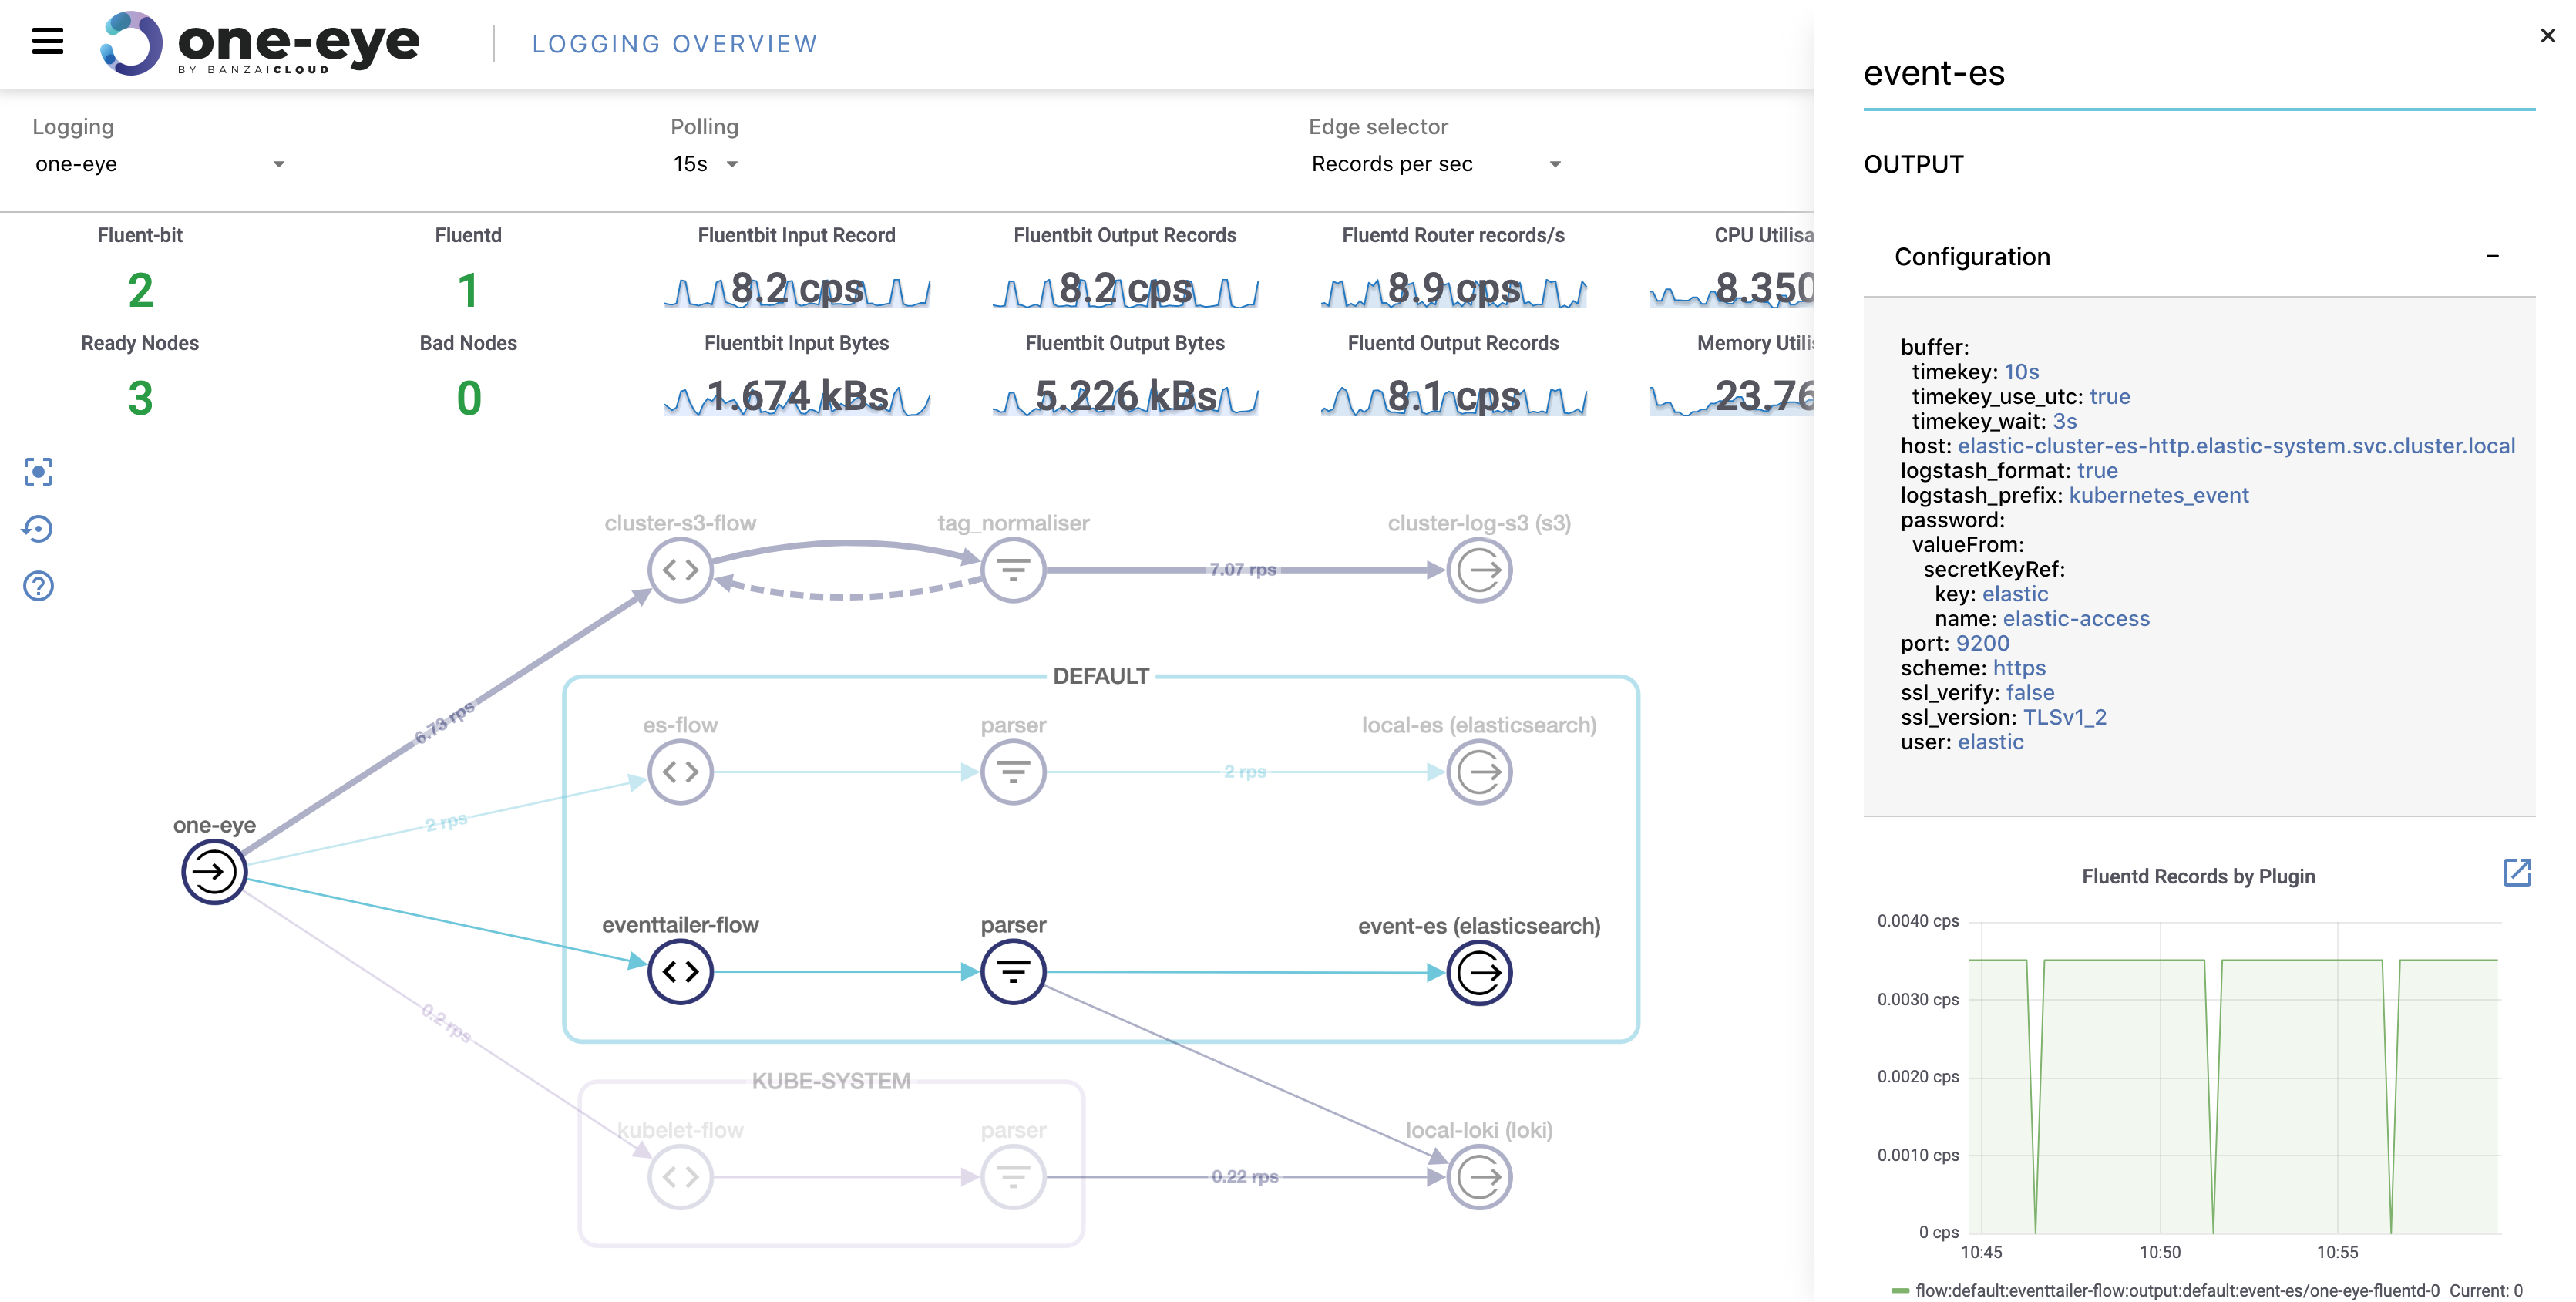 one-eye
BY BANZAICLOUD
LOGGING OVERVIEW
Logging
one-eye
Polling
15s
Edge selector
Records per sec
Fluent-bit
2
Fluentd
1
Fluentbit Input Record
8.2 cps
Fluentbit Output Records
8.2 cps
Fluentd Router records/s
8.9 cps
CPU Utilisa
8.350
Ready Nodes
3
Bad Nodes
0
Fluentbit Input Bytes
1.674 kBs
Fluentbit Output Bytes
5.226 kBs
Fluentd Output Records
8.1 cps
Memory Utilis
23.76
cluster-s3-flow
tag_normaliser
cluster-log-s3 (s3)
7.07 rps
6.73 rps
DEFAULT
es-flow
parser
local-es (elasticsearch)
2 rps
2 rps
one-eye
eventtailer-flow
parser
event-es (elasticsearch)
0.2 rps
KUBE-SYSTEM
kubelet-flow
parser
local-loki (loki)
0.22 rps
event-es
OUTPUT
Configuration
buffer:
timekey: 10s
timekey_use_utc: true
timekey_wait: 3s
host: elastic-cluster-es-http.elastic-system.svc.cluster.local
logstash_format: true
logstash_prefix: kubernetes_event
password:
valueFrom:
secretKeyRef:
key: elastic
name: elastic-access
port: 9200
scheme: https
ssl_verify: false
ssl_version: TLSv1_2
user: elastic
Fluentd Records by Plugin
0.0040 cps
0.0030 cps
0.0020 cps
0.0010 cps
0 cps
10:45
10:50
10:55
flow:default:eventtailer-flow:output:default:event-es/one-eye-fluentd-0 Current: 0